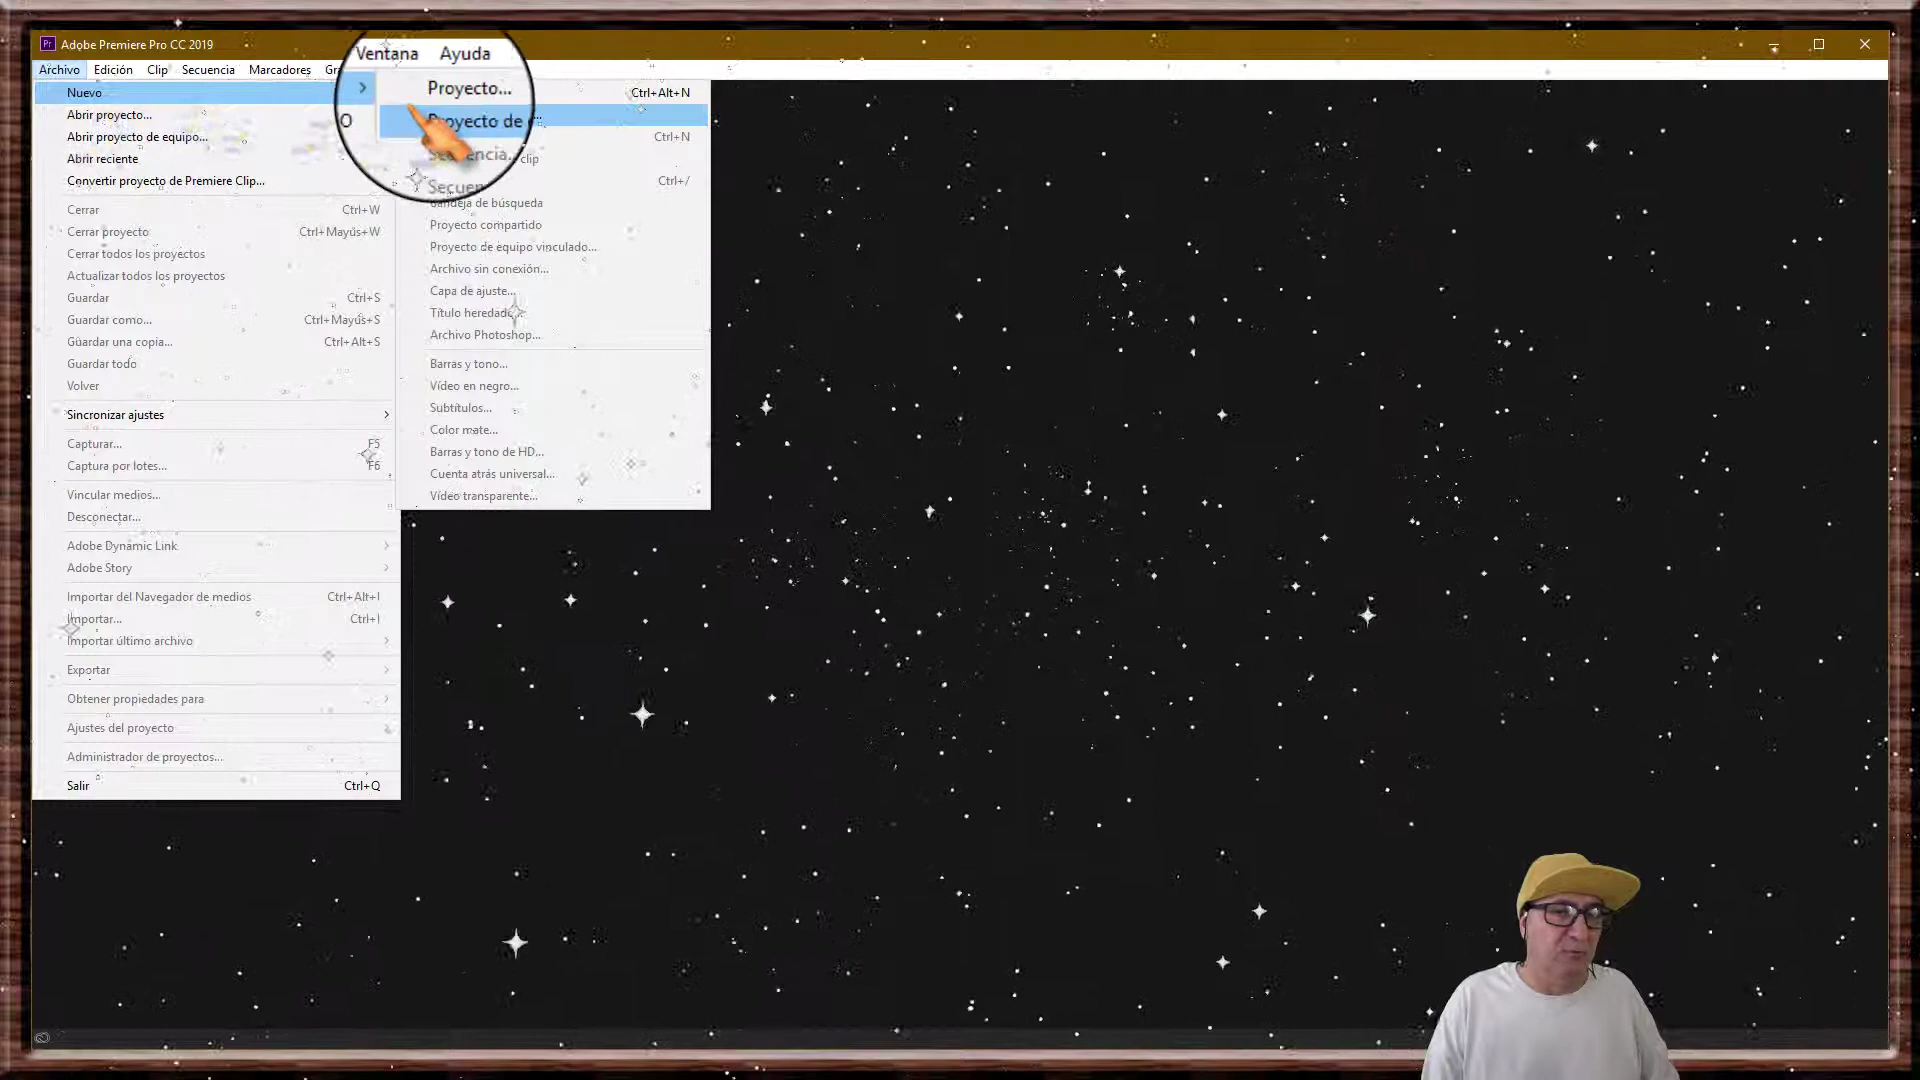 Pr Adobe Premiere Pro CC 2019
Archivo Edición Clip Secuencia Marcadores
Ventana Ayuda
Nuevo
Abrir proyecto...
Abrir proyecto de equipo...
O
Abrir reciente
Convertir proyecto de Premiere Clip...
Cerrar Ctrl+W
Cerrar proyecto Ctrl+Mayús+W
Cerrar todos los proyectos
Actualizar todos los proyectos
Guardar Ctrl+S
Guardar como... Ctrl+Mayús+S
Guardar una copia... Ctrl+Alt+S
Guardar todo
Volver
Sincronizar ajustes
Capturar... F5
Captura por lotes... F6
Vincular medios...
Desconectar...
Adobe Dynamic Link
Adobe Story
Importar del Navegador de medios Ctrl+Alt+I
Importar... Ctrl+I
Importar último archivo
Exportar
Obtener propiedades para
Ajustes del proyecto
Administrador de proyectos...
Salir Ctrl+Q
Proyecto... Ctrl+Alt+N
Proyecto de
Secuencia... Ctrl+N
clip
Ctrl+/
Bandeja de búsqueda
Proyecto compartido
Proyecto de equipo vinculado...
Archivo sin conexión...
Capa de ajuste...
Título heredado...
Archivo Photoshop...
Barras y tono...
Vídeo en negro...
Subtítulos...
Color mate...
Barras y tono de HD...
Cuenta atrás universal...
Vídeo transparente...